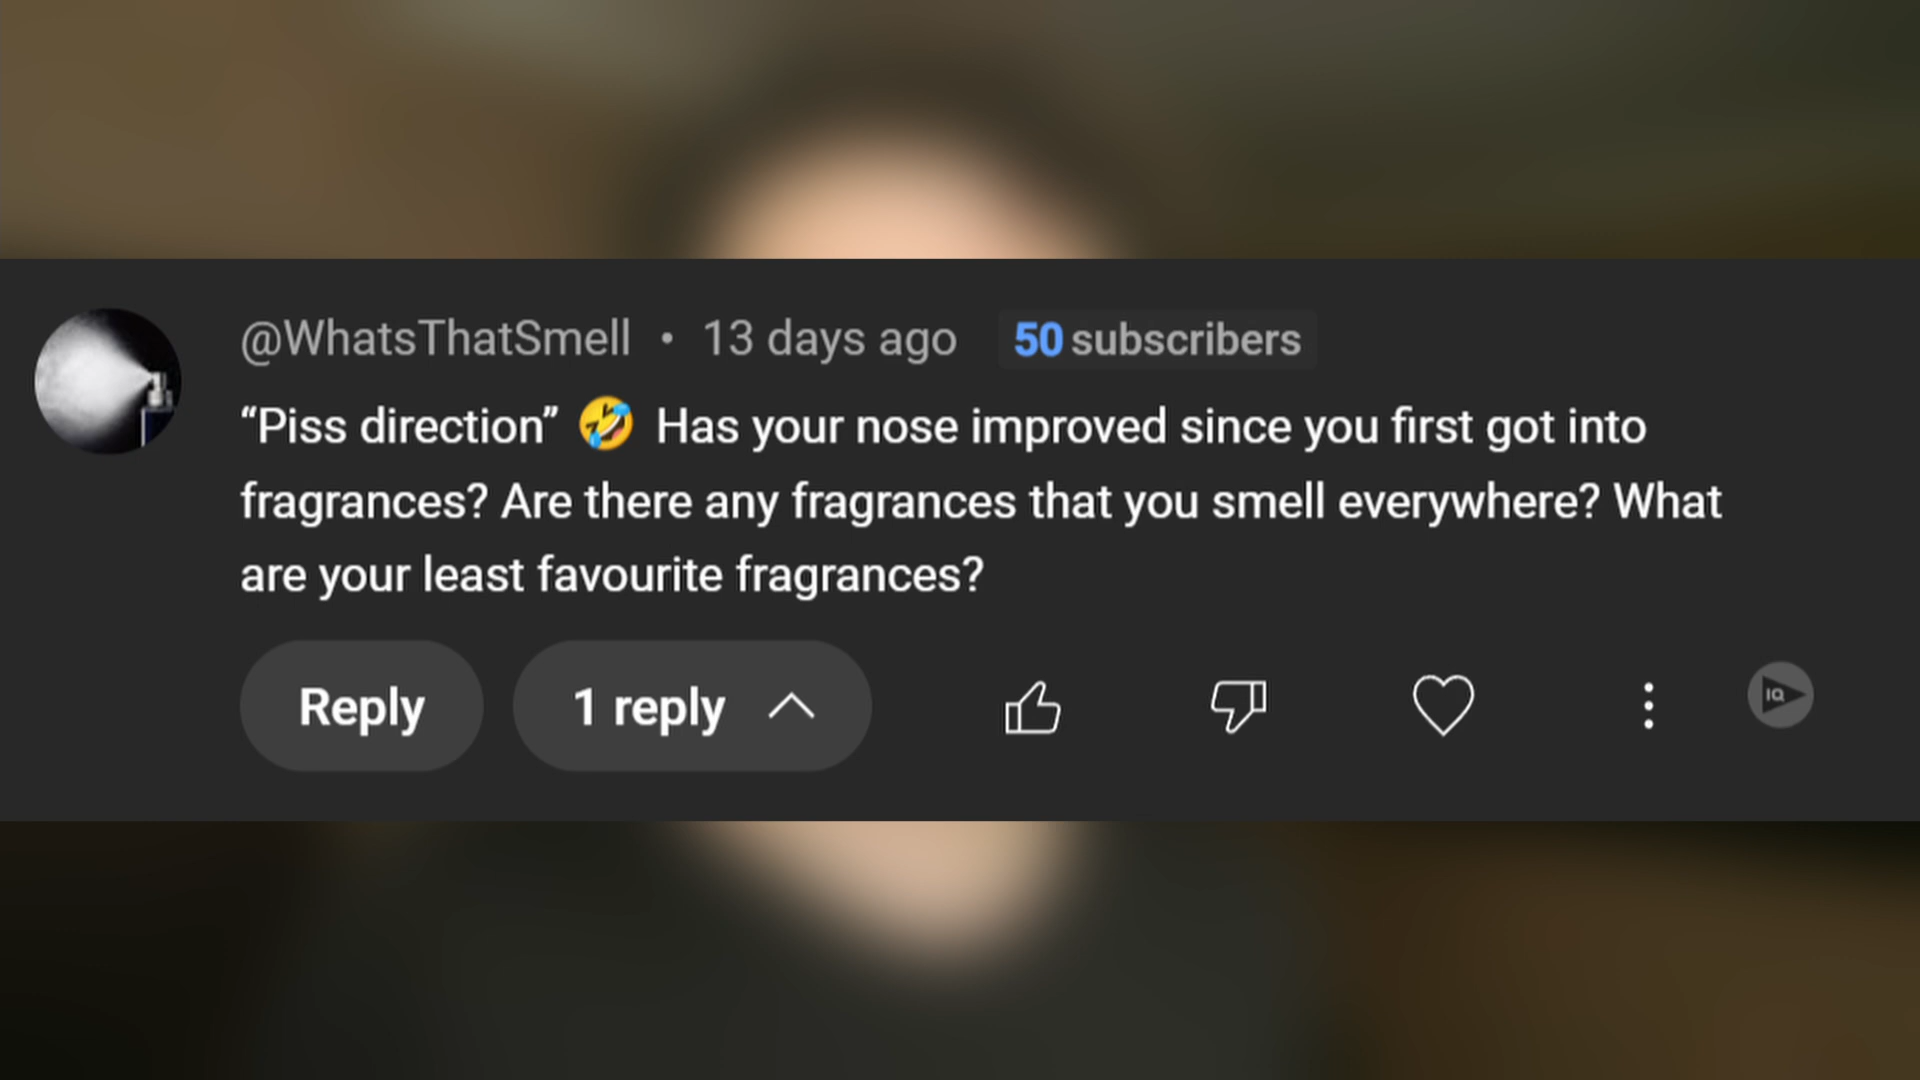 @WhatsThatSmell • 13 days ago 50 subscribers
“Piss direction” 🤣 Has your nose improved since you first got into
fragrances? Are there any fragrances that you smell everywhere? What
are your least favourite fragrances?
Reply 1 reply
IQ